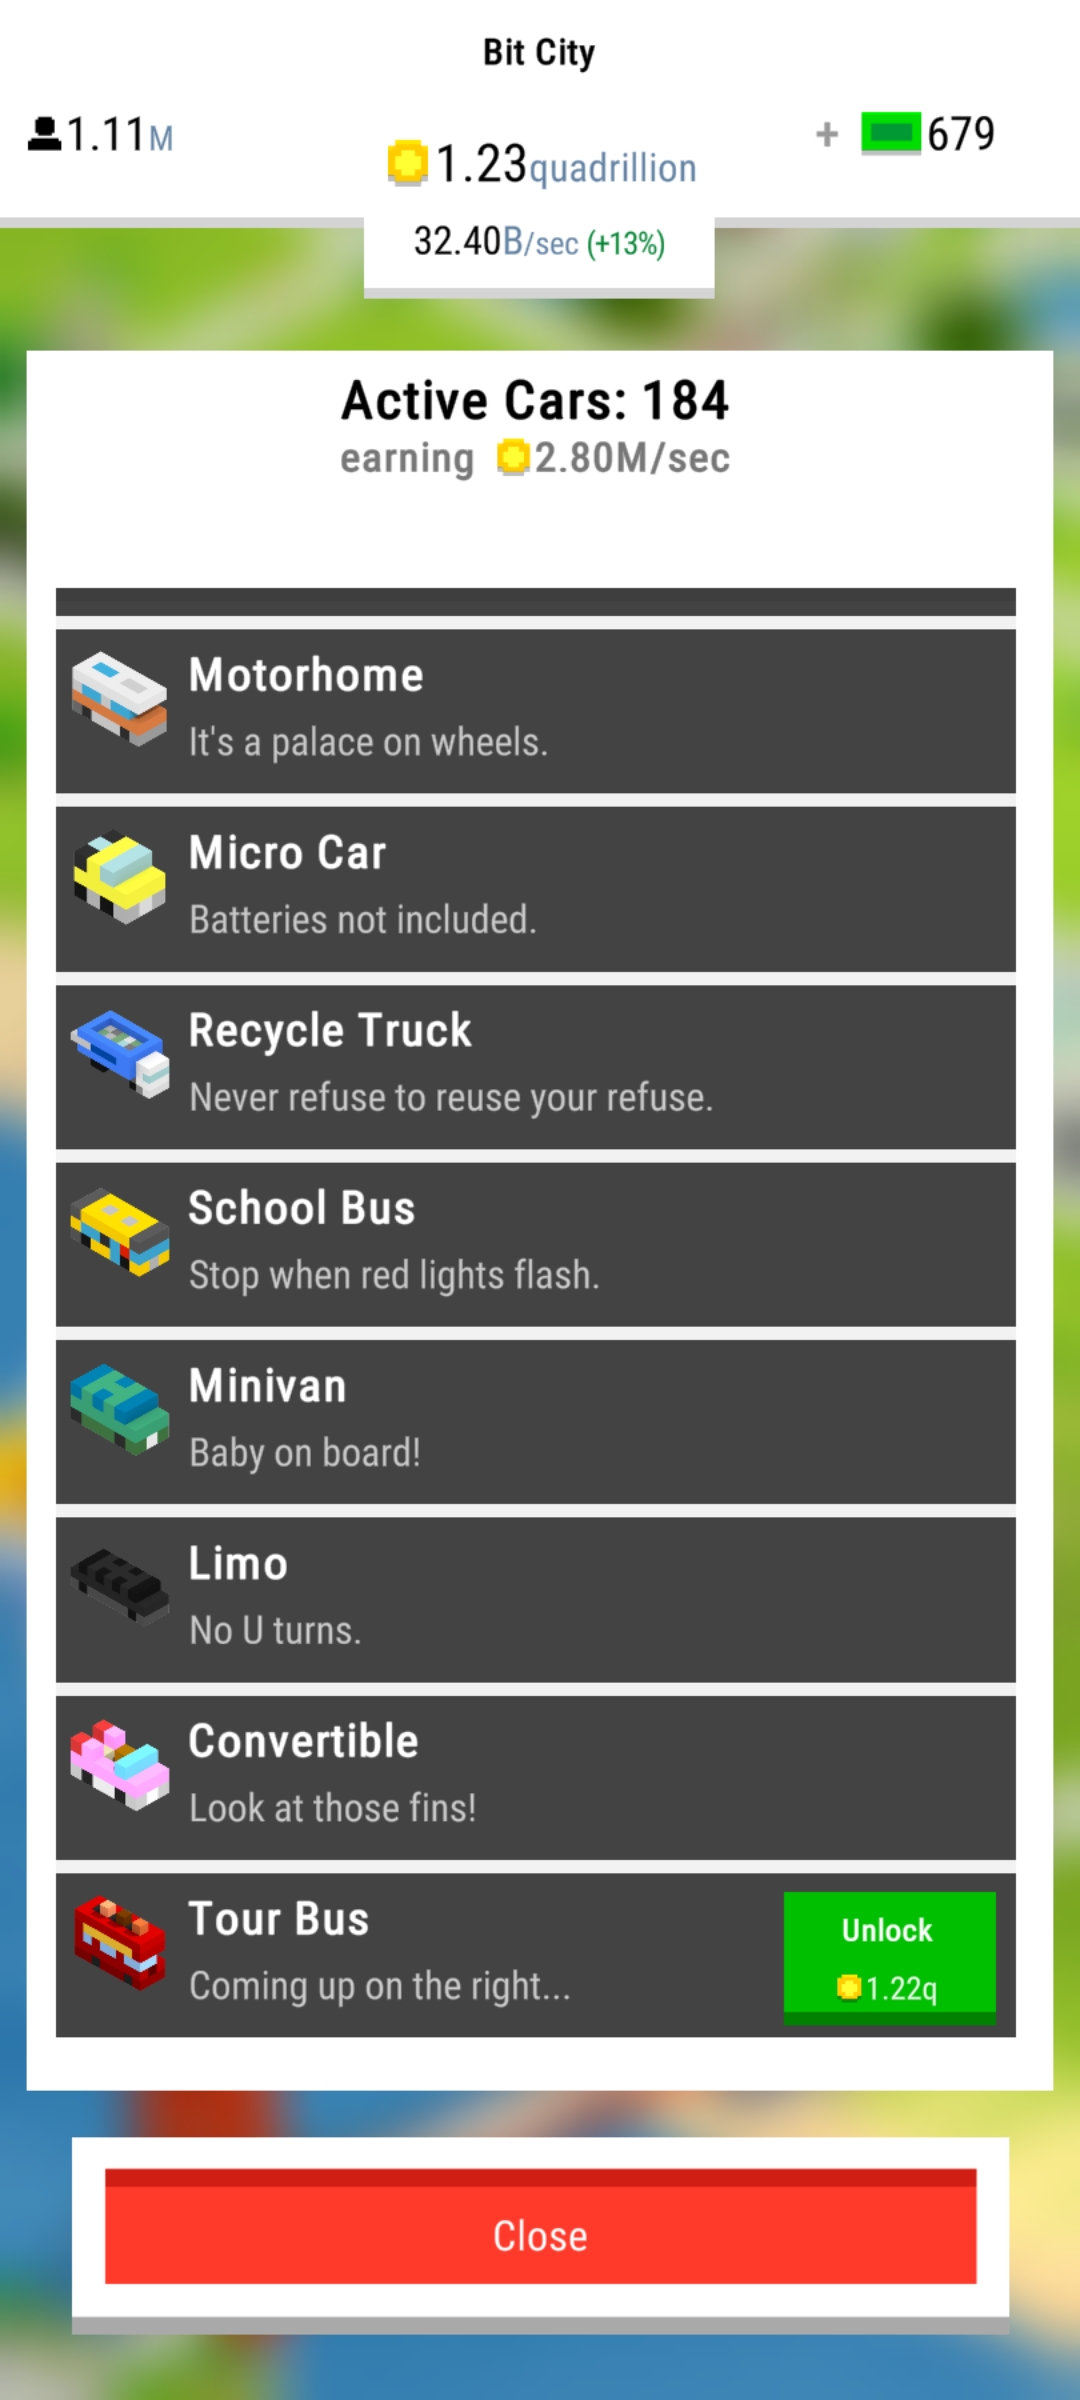 Bit City
1.11M
1.23quadrillion
+ 679
32.40B/sec (+13%)
Active Cars: 184
earning 2.80M/sec
Motorhome
It's a palace on wheels.
Micro Car
Batteries not included.
Recycle Truck
Never refuse to reuse your refuse.
School Bus
Stop when red lights flash.
Minivan
Baby on board!
Limo
No U turns.
Convertible
Look at those fins!
Tour Bus
Coming up on the right...
Unlock
1.22q
Close